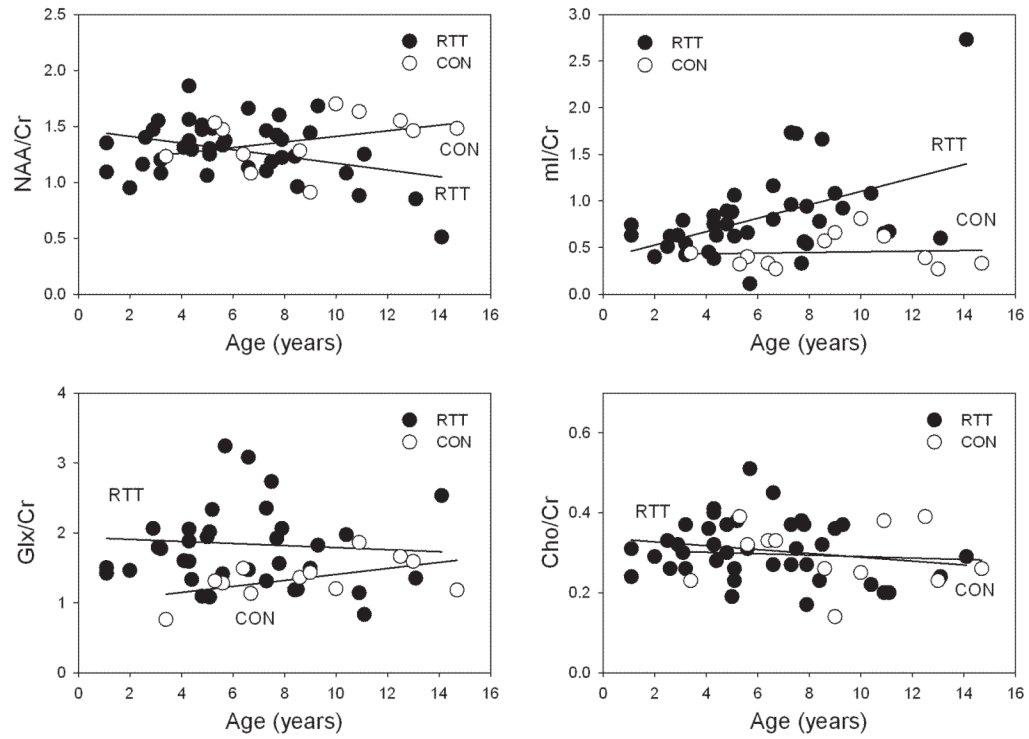 2.5
2.0
1.5
1.0
0.5
0.0
NAA/Cr
RTT
CON
CON
RTT
0 2 4 6 8 10 12 14 16
Age (years)
3.0
2.5
2.0
1.5
1.0
0.5
0.0
mI/Cr
RTT
CON
RTT
CON
0 2 4 6 8 10 12 14 16
Age (years)
4
3
2
1
0
Glx/Cr
RTT
CON
RTT
CON
0 2 4 6 8 10 12 14 16
Age (years)
0.6
0.4
0.2
0.0
Cho/Cr
RTT
CON
RTT
CON
0 2 4 6 8 10 12 14 16
Age (years)